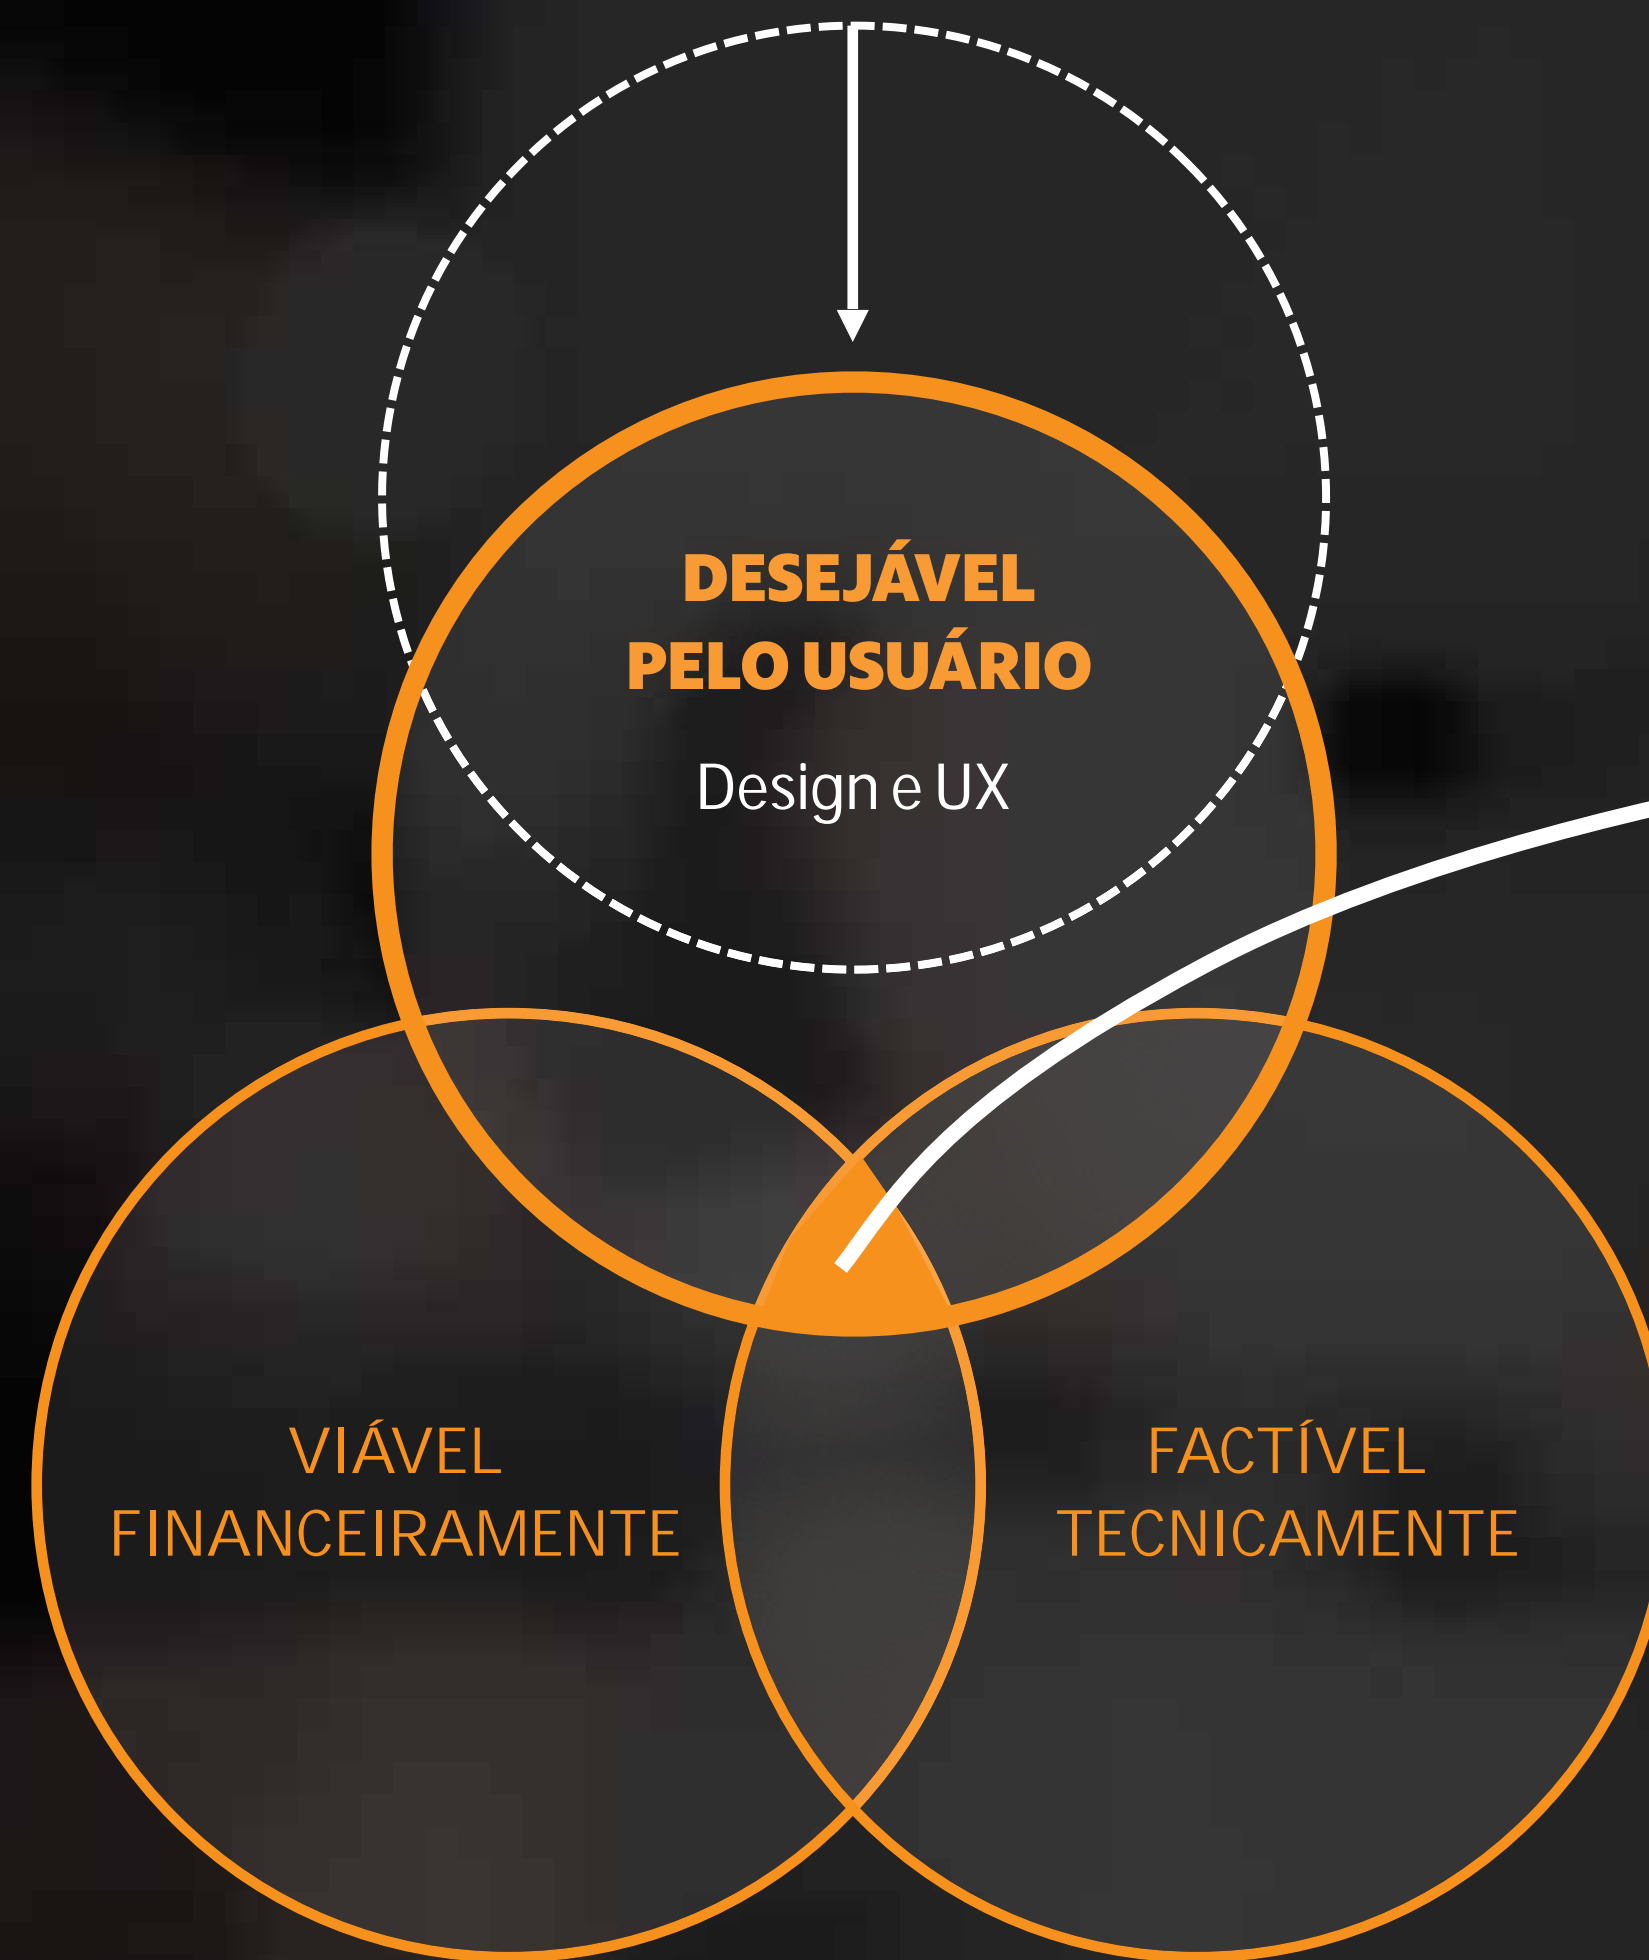 DESEJÁVEL
PELO USUÁRIO
Design e UX
VIÁVEL
FINANCEIRAMENTE
FACTÍVEL
TECNICAMENTE